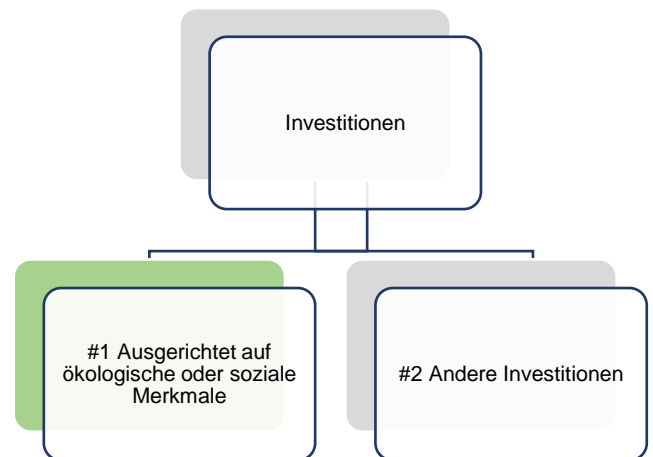 Investitionen
#1 Ausgerichtet auf
ökologische oder soziale
Merkmale
#2 Andere Investitionen